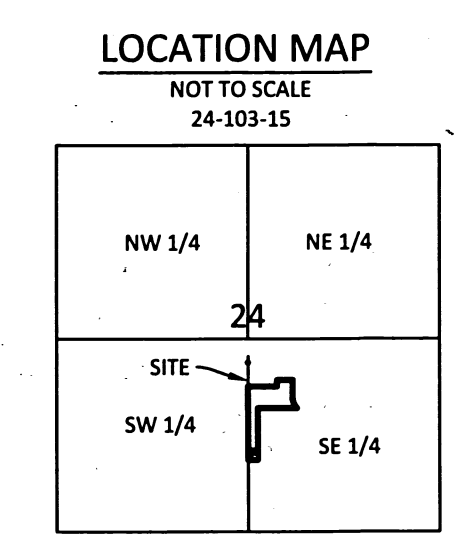 LOCATION MAP
NOT TO SCALE
24-103-15
NW 1/4
NE 1/4
24
SITE
SW 1/4
SE 1/4